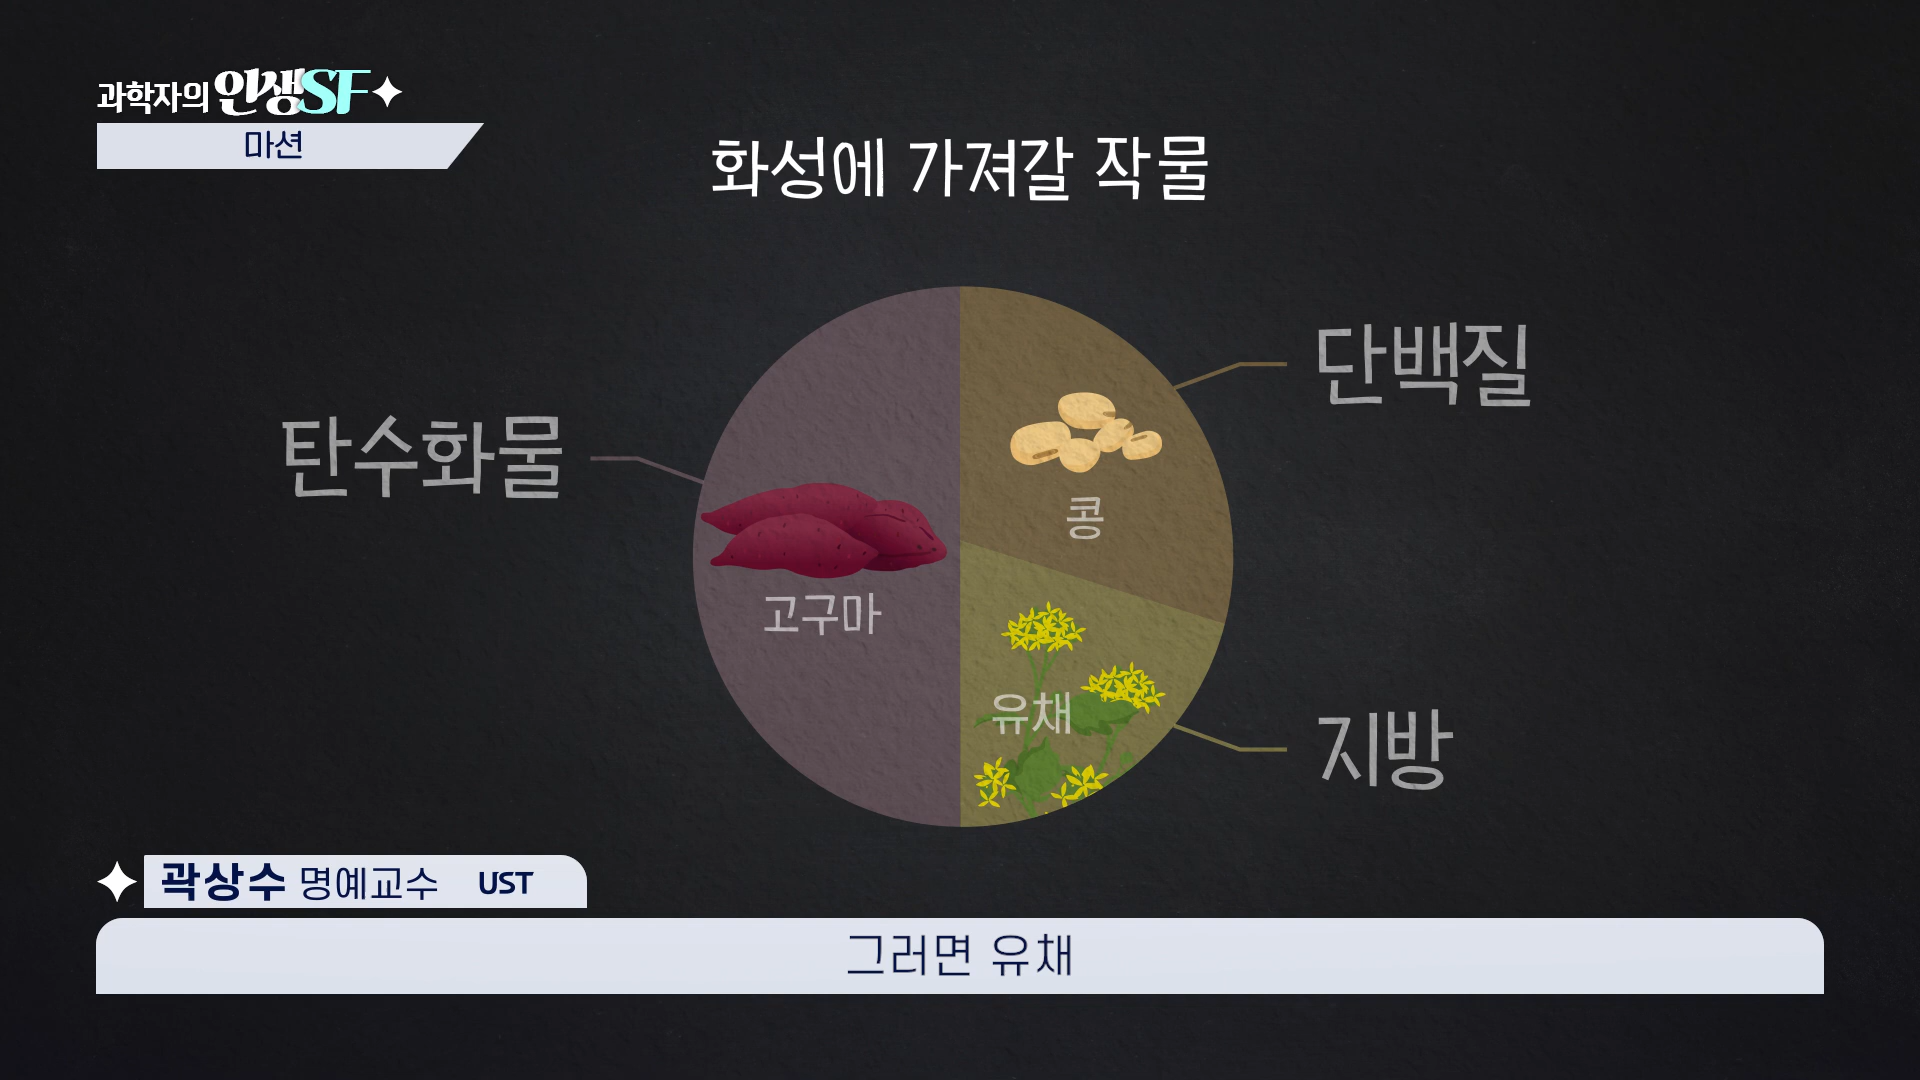 과학자의 인생SF
마션
화성에 가져갈 작물
단백질
탄수화물
콩
고구마
유채
지방
곽상수 명예교수 UST
그러면 유채